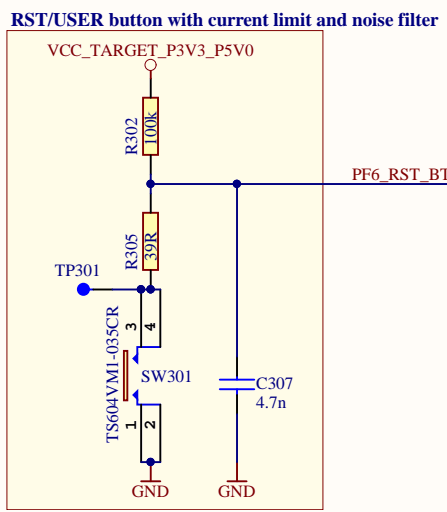 RST/USER button with current limit and noise filter
VCC_TARGET_P3V3_P5V0
R302
100k
PF6_RST_BT
R305
39R
TP301
3
4
TS604VM1-035CR
SW301
C307
4.7n
1
2
GND
GND